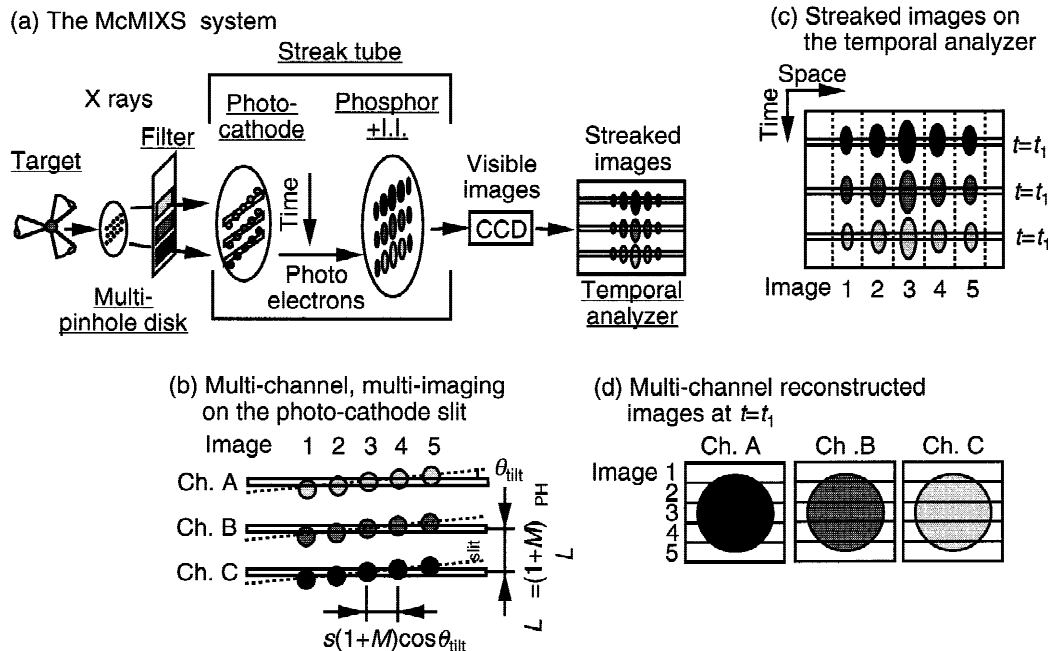 (a) The McMIXS system
Streak tube
X rays
Target
Filter
Photo-
cathode
Phosphor
+I.I.
Time
Photo
electrons
Multi-
pinhole disk
Visible
images
CCD
Streaked
images
Temporal
analyzer
(c) Streaked images on
the temporal analyzer
Space
Time
t=t1
t=t1
t=t1
Image 1 2 3 4 5
(b) Multi-channel, multi-imaging
on the photo-cathode slit
Image 1 2 3 4 5
Ch. A
Ch. B
Ch. C
θtilt
Lslit=(1+M)LPH
s(1+M)cosθtilt
(d) Multi-channel reconstructed
images at t=t1
Ch. A Ch .B Ch. C
Image 1
2
3
4
5